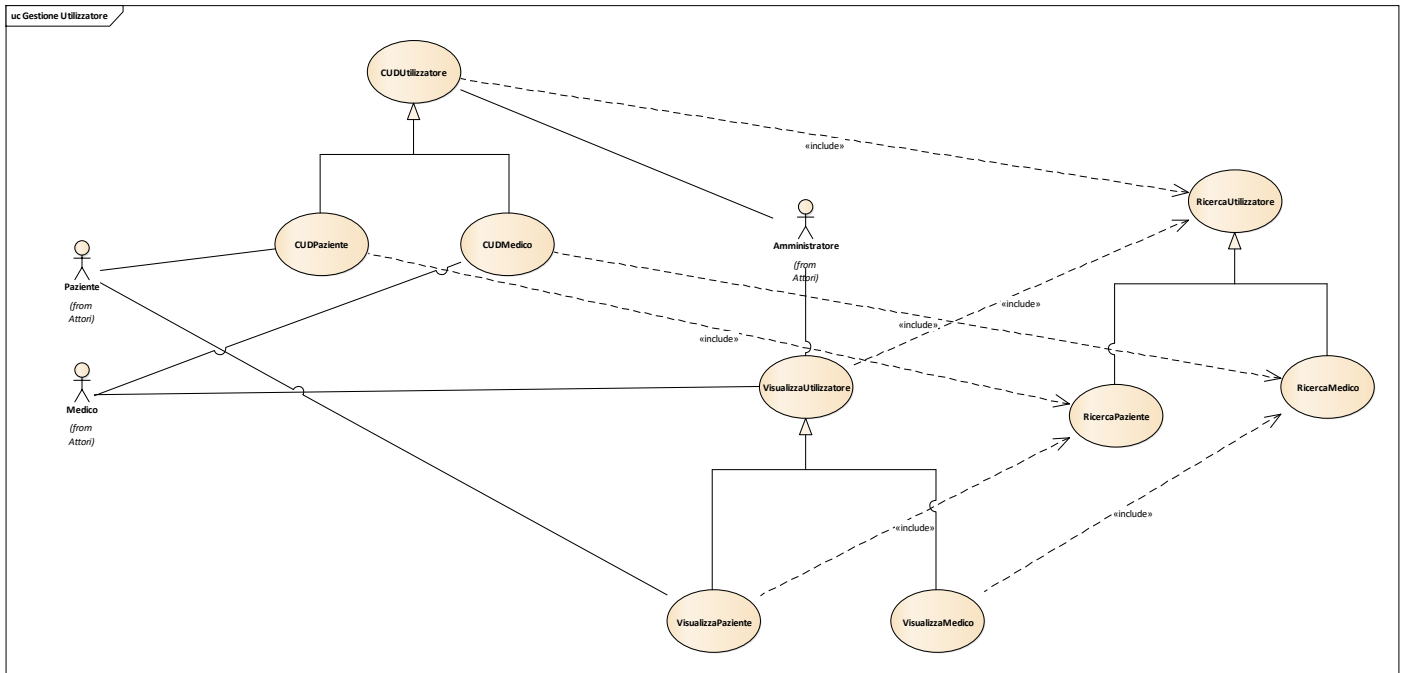 uc Gestione Utilizzatore
CUDUtilizzatore
«include»
RicercaUtilizzatore
Amministratore
(from
Attori)
CUDPaziente
CUDMedico
Paziente
(from
Attori)
«include»
«include»
«include»
Medico
(from
Attori)
VisualizzaUtilizzatore
RicercaMedico
RicercaPaziente
«include»
«include»
VisualizzaPaziente
VisualizzaMedico